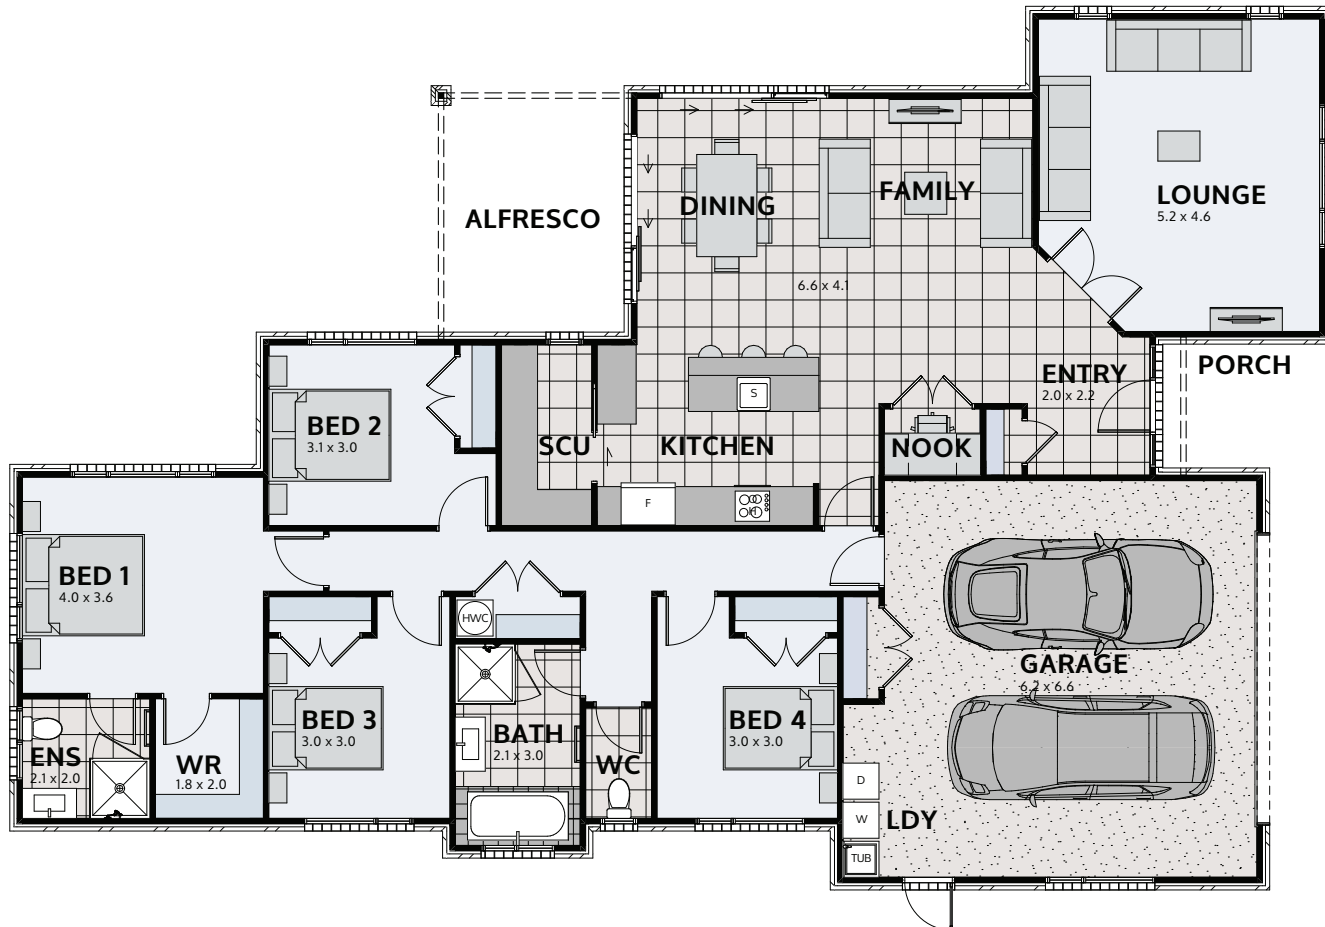 LOUNGE
5.2 x 4.6
ALFRESCO
DINING
FAMILY
6.6 x 4.1
PORCH
ENTRY
2.0 x 2.2
BED 2
3.1 x 3.0
SCU
KITCHEN
S
NOOK
F
H
BED 1
4.0 x 3.6
HWC
GARAGE
6.2 x 6.6
BED 3
3.0 x 3.0
BATH
2.1 x 3.0
BED 4
3.0 x 3.0
ENS
2.1 x 2.0
WR
1.8 x 2.0
WC
D
W
LDY
TUB